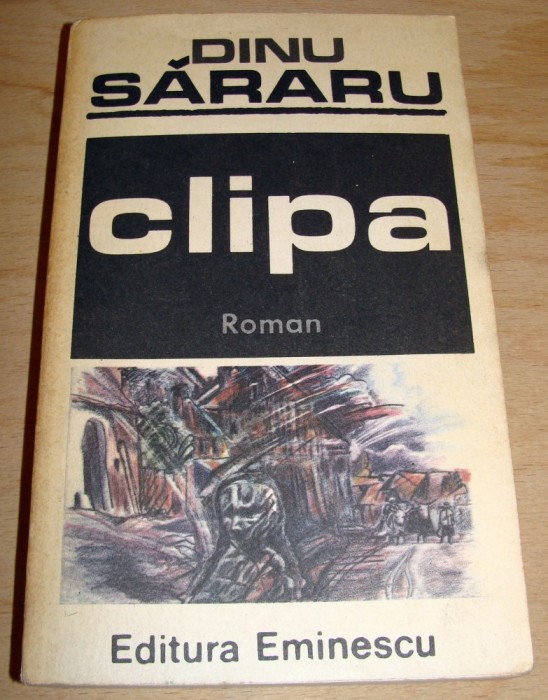 DINU
SĂRARU
clipa
Roman
Editura Eminescu